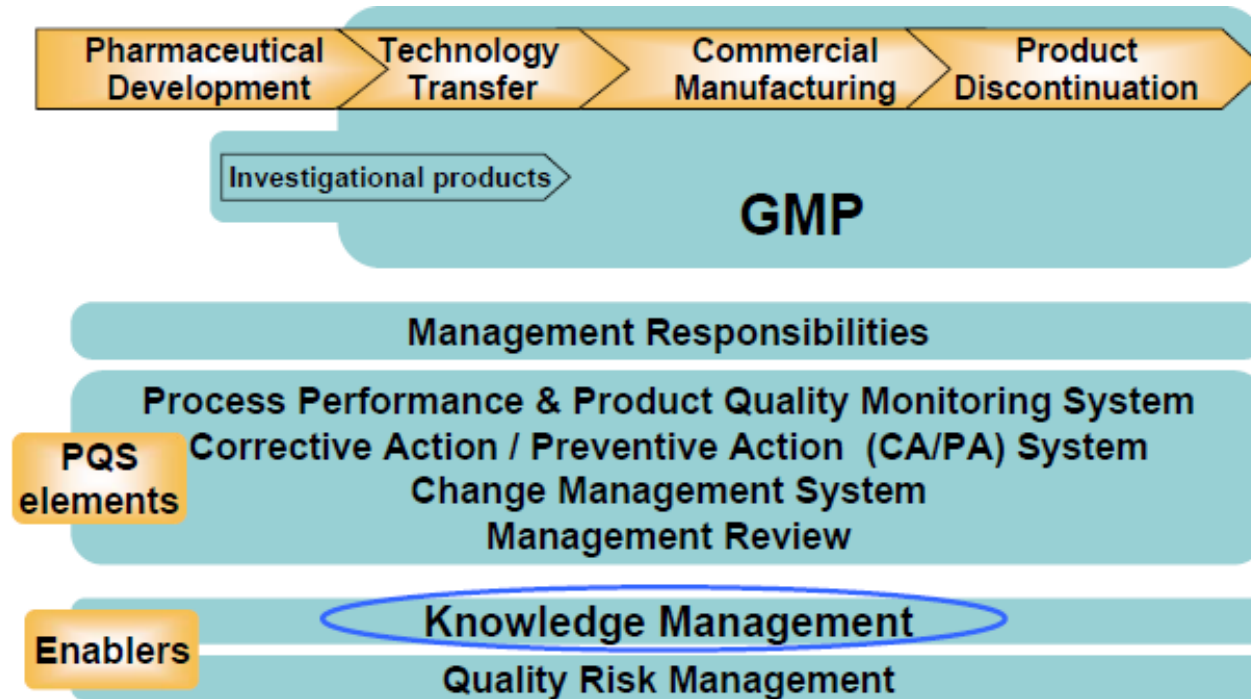 Pharmaceutical Development
Technology Transfer
Commercial Manufacturing
Product Discontinuation
Investigational products
GMP
Management Responsibilities
PQS elements
Process Performance & Product Quality Monitoring System
Corrective Action / Preventive Action (CA/PA) System
Change Management System
Management Review
Enablers
Knowledge Management
Quality Risk Management